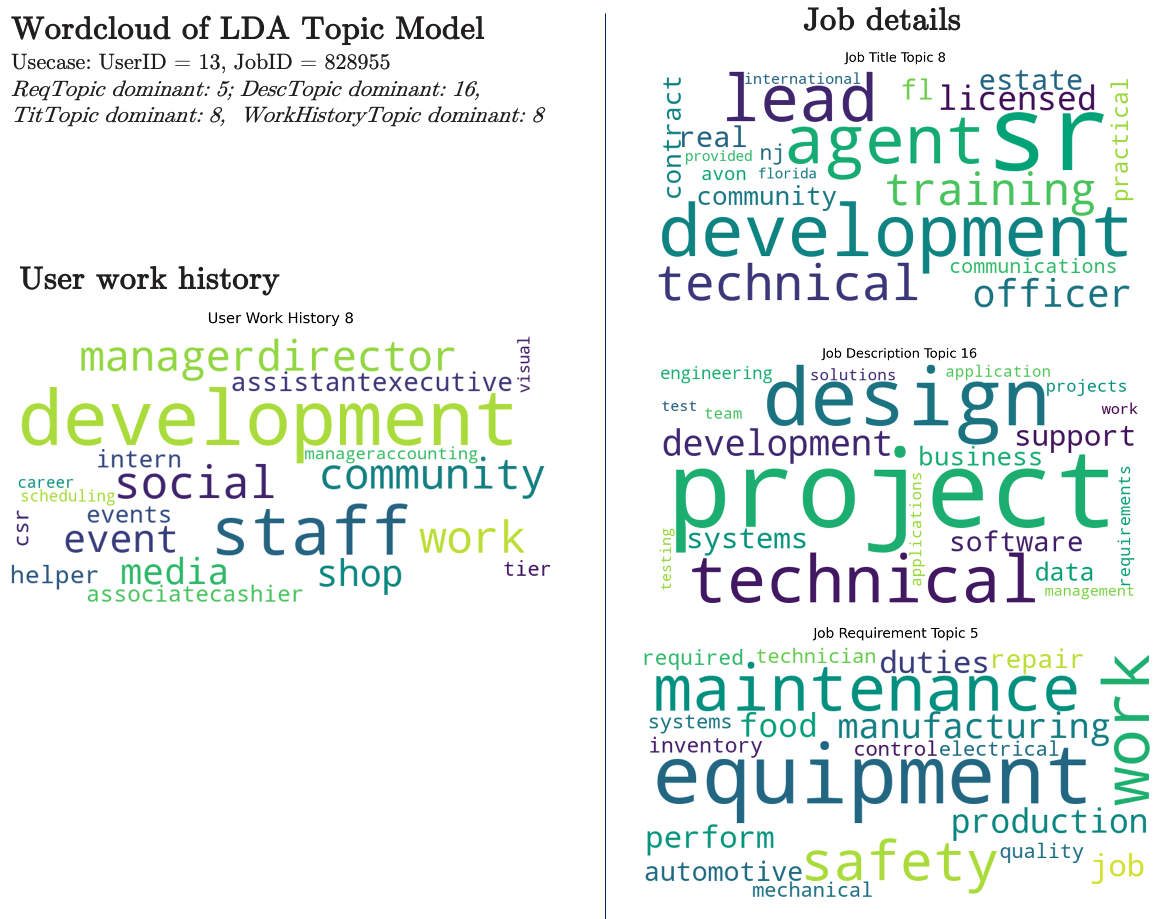 Wordcloud of LDA Topic Model
Usecase: UserID = 13, JobID = 828955
ReqTopic dominant: 5; DescTopic dominant: 16,
TitTopic dominant: 8, WorkHistoryTopic dominant: 8
User work history
User Work History 8
visual
managerdirector
assistantexecutive
development
manageraccounting
intern
community
social
career
scheduling
csr
events
staff
event
work
media
shop
tier
helper
associatecashier
Job details
Job Title Topic 8
international
estate
lead
fl
licensed
contract
practical
sr
real
agent
nj
provided
avon
florida
training
community
development
communications
technical
officer
Job Description Topic 16
engineering
solutions
application
design
projects
test
team
work
development
support
business
project
applications
requirements
systems
software
testing
technical
data
management
Job Requirement Topic 5
required
technician
duties
repair
work
maintenance
systems
food
manufacturing
inventory
control
electrical
equipment
production
perform
safety
quality
job
automotive
mechanical